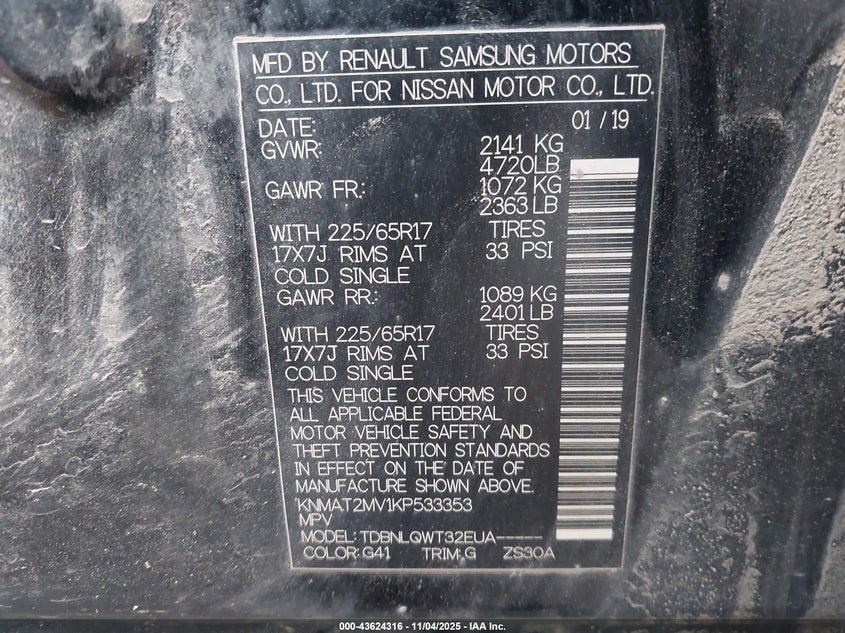 MFD BY RENAULT SAMSUNG MOTORS
CO., LTD. FOR NISSAN MOTOR CO., LTD.
DATE: 01 / 19
GVWR: 2141 KG
4720LB
GAWR FR.: 1072 KG
2363 LB
WITH 225/65R17 TIRES
17X7J RIMS AT 33 PSI
COLD SINGLE
GAWR RR.: 1089 KG
2401 LB
WITH 225/65R17 TIRES
17X7J RIMS AT 33 PSI
COLD SINGLE
THIS VEHICLE CONFORMS TO
ALL APPLICABLE FEDERAL
MOTOR VEHICLE SAFETY AND
THEFT PREVENTION STANDARDS
IN EFFECT ON THE DATE OF
MANUFACTURE SHOWN ABOVE.
KNMAT2MV1KP533353
MPV
MODEL: TDBNLQWT32EUA-----
COLOR: G41 TRIM: G ZS30A
000-43624316 - 11/04/2025 - IAA Inc.